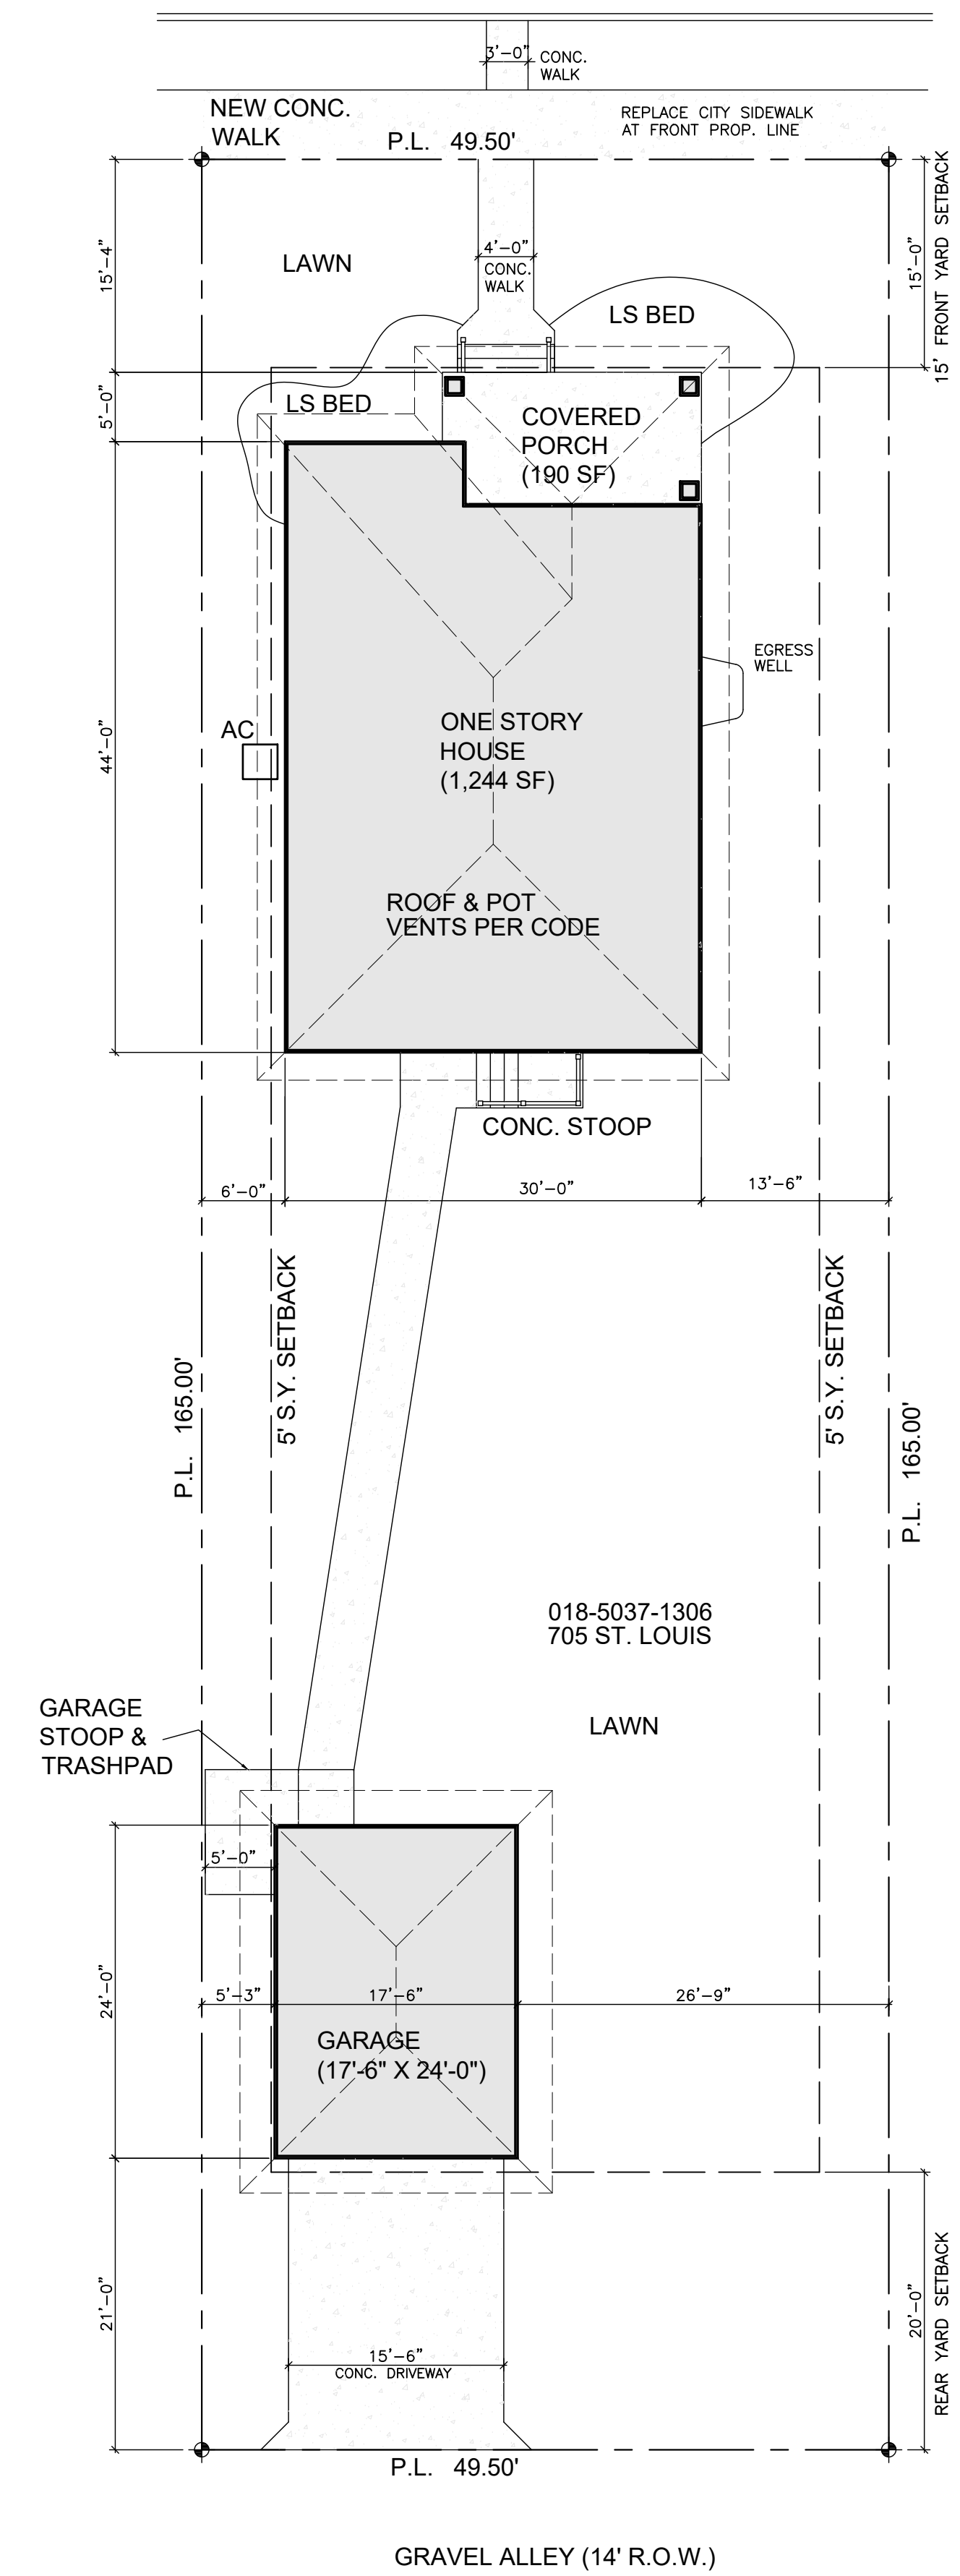 3'-0"
CONC.
WALK
NEW CONC.
WALK
REPLACE CITY SIDEWALK
AT FRONT PROP. LINE
P.L. 49.50'
15'-4"
LAWN
4'-0"
CONC.
WALK
15'-0"
15' FRONT YARD SETBACK
LS BED
5'-0"
LS BED
COVERED
PORCH
(190 SF)
EGRESS
WELL
44'-0"
AC
ONE STORY
HOUSE
(1,244 SF)
ROOF & POT
VENTS PER CODE
CONC. STOOP
6'-0"
30'-0"
13'-6"
5' S.Y. SETBACK
5' S.Y. SETBACK
P.L. 165.00'
P.L. 165.00'
018-5037-1306
705 ST. LOUIS
GARAGE
STOOP &
TRASHPAD
LAWN
5'-0"
24'-0"
5'-3"
17'-6"
26'-9"
GARAGE
(17'-6" X 24'-0")
21'-0"
20'-0"
REAR YARD SETBACK
15'-6"
CONC. DRIVEWAY
P.L. 49.50'
GRAVEL ALLEY (14' R.O.W.)